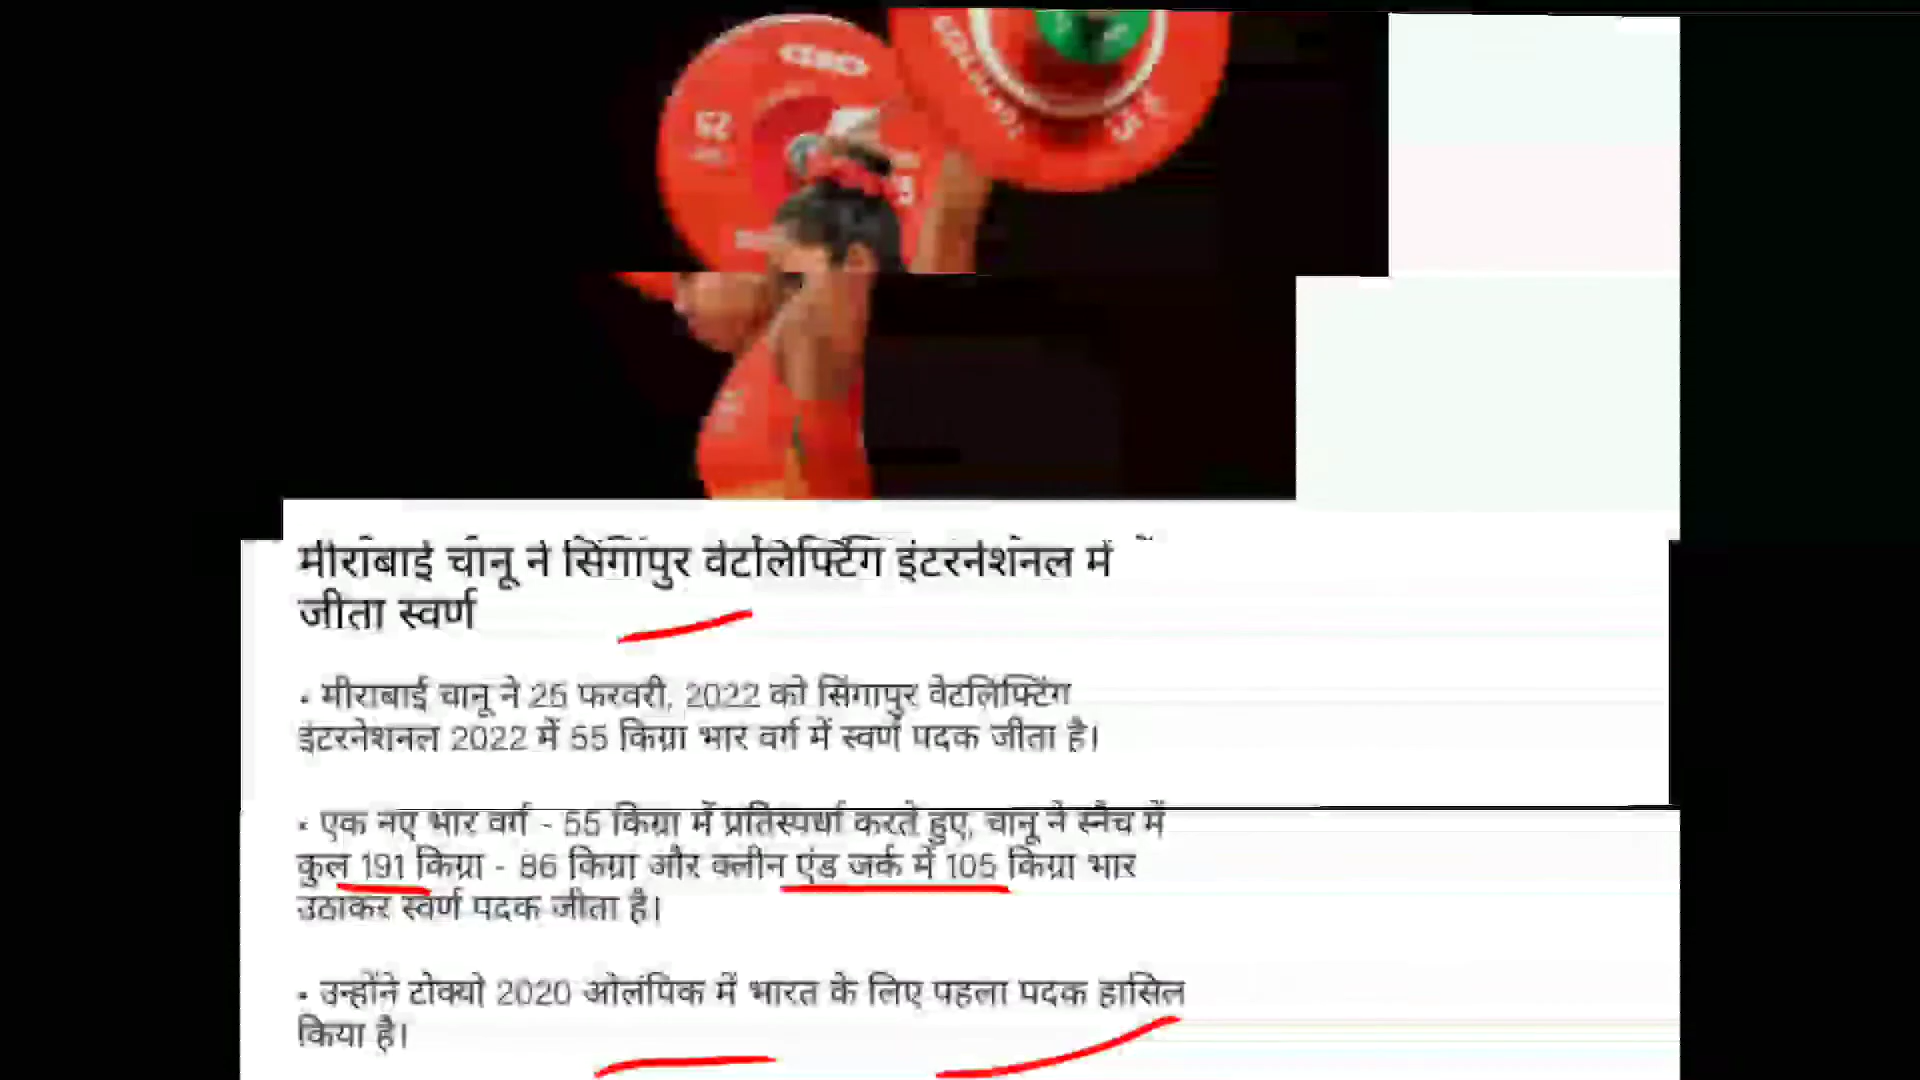 मीराबाई चानू ने सिंगापुर वेटलिफ्टिंग इंटरनेशनल में
जीता स्वर्ण
• मीराबाई चानू ने 25 फरवरी, 2022 को सिंगापुर वेटलिफ्टिंग
इंटरनेशनल 2022 में 55 किग्रा भार वर्ग में स्वर्ण पदक जीता है।
• एक नए भार वर्ग - 55 किग्रा में प्रतिस्पर्धा करते हुए, चानू ने स्नैच में
कुल 191 किग्रा - 86 किग्रा और क्लीन एंड जर्क में 105 किग्रा भार
उठाकर स्वर्ण पदक जीता है।
• उन्होंने टोक्यो 2020 ओलंपिक में भारत के लिए पहला पदक हासिल
किया है।